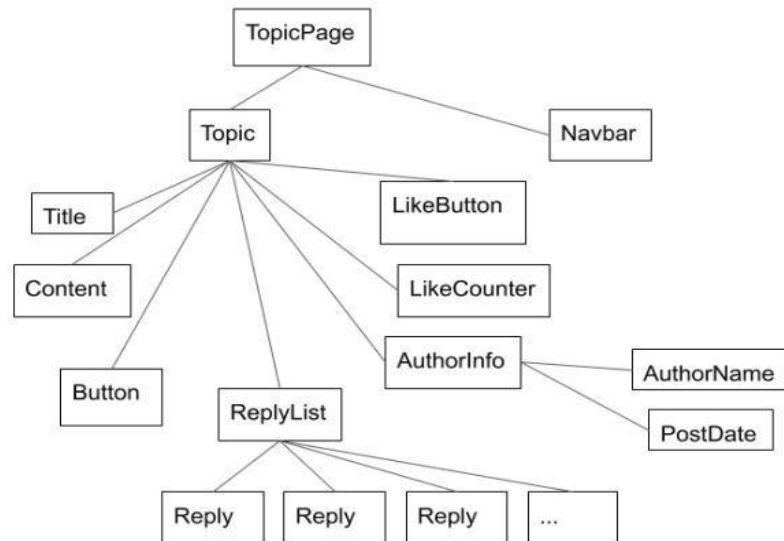 TopicPage
Topic
Navbar
Title
LikeButton
Content
LikeCounter
AuthorInfo
AuthorName
Button
ReplyList
PostDate
Reply
Reply
Reply
...